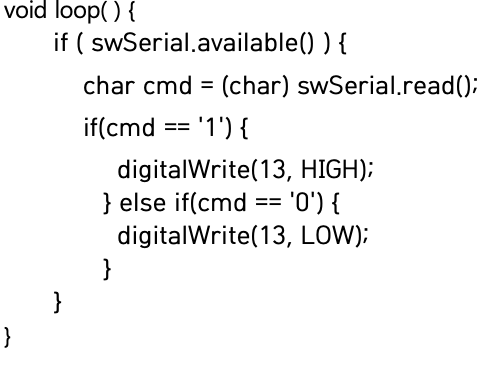 void loop( ) {
if ( swSerial.available() ) {
char cmd = (char) swSerial.read();
if(cmd == '1') {
digitalWrite(13, HIGH);
} else if(cmd == '0') {
digitalWrite(13, LOW);
}
}
}